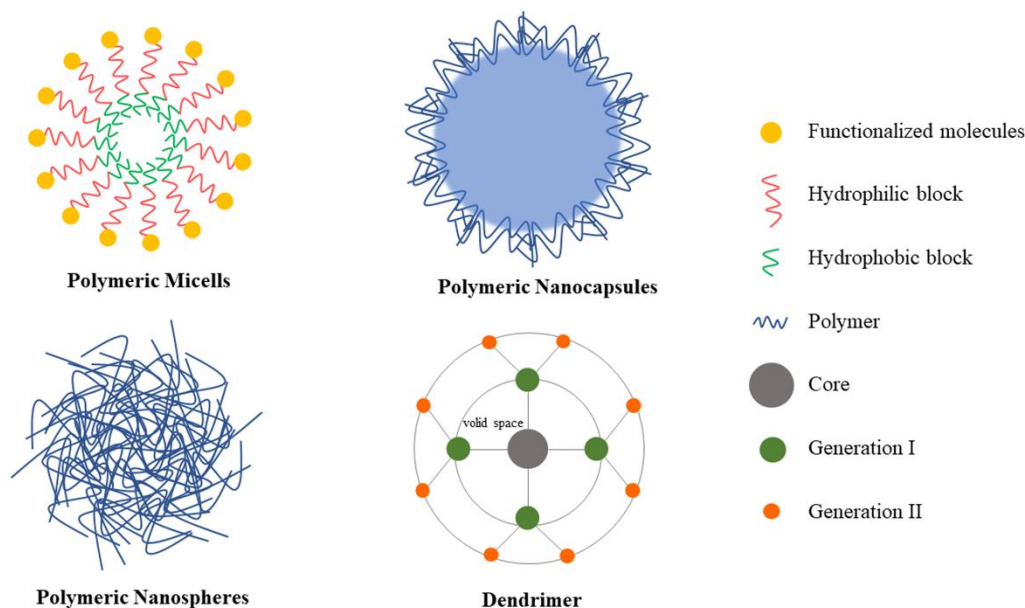 Polymeric Micells
Polymeric Nanocapsules
Polymeric Nanospheres
volid space
Dendrimer
Functionalized molecules
Hydrophilic block
Hydrophobic block
Polymer
Core
Generation I
Generation II